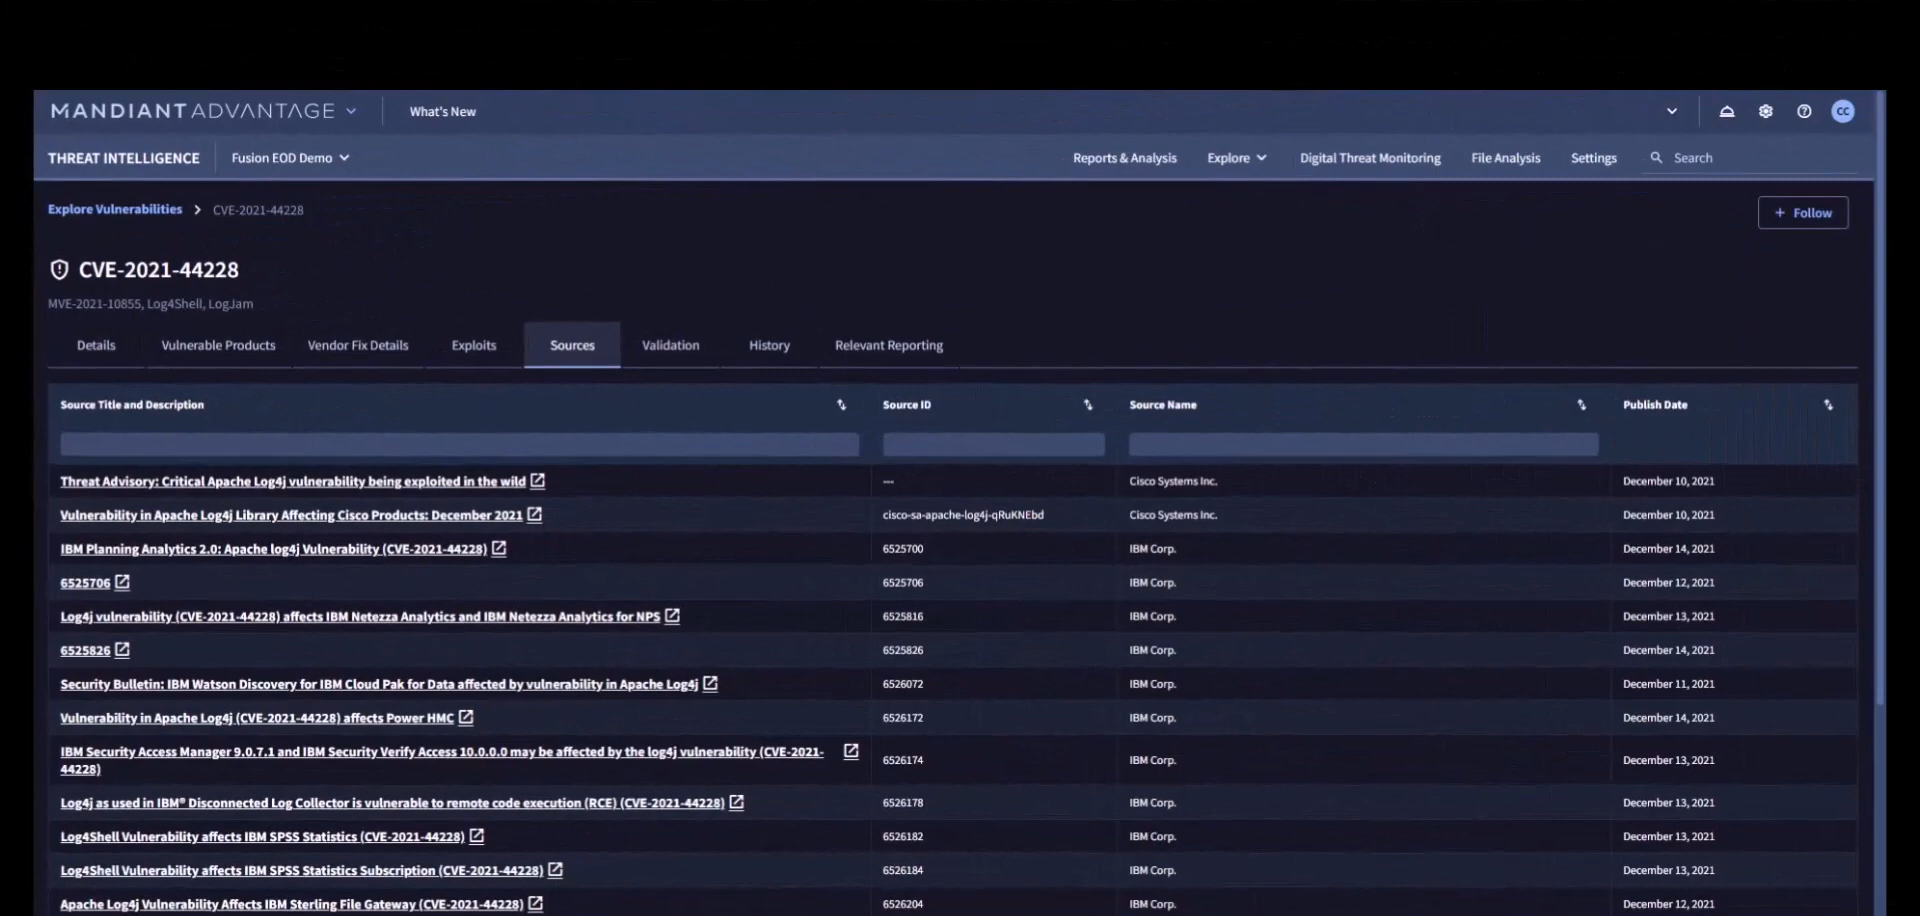 MANDIANT ADVANTAGE What's New CC
THREAT INTELLIGENCE Fusion EOD Demo Reports & Analysis Explore Digital Threat Monitoring File Analysis Settings Search
Explore Vulnerabilities > CVE-2021-44228
+ Follow
CVE-2021-44228
MVE-2021-10855, Log4Shell, LogJam
Details Vulnerable Products Vendor Fix Details Exploits Sources Validation History Relevant Reporting
Source Title and Description Source ID Source Name Publish Date
Threat Advisory: Critical Apache Log4j vulnerability being exploited in the wild --- Cisco Systems Inc. December 10, 2021
Vulnerability in Apache Log4j Library Affecting Cisco Products: December 2021 cisco-sa-apache-log4j-qRuKNEbd Cisco Systems Inc. December 10, 2021
IBM Planning Analytics 2.0: Apache log4j Vulnerability (CVE-2021-44228) 6525700 IBM Corp. December 14, 2021
6525706 6525706 IBM Corp. December 12, 2021
Log4j vulnerability (CVE-2021-44228) affects IBM Netezza Analytics and IBM Netezza Analytics for NPS 6525816 IBM Corp. December 13, 2021
6525826 6525826 IBM Corp. December 14, 2021
Security Bulletin: IBM Watson Discovery for IBM Cloud Pak for Data affected by vulnerability in Apache Log4j 6526072 IBM Corp. December 11, 2021
Vulnerability in Apache Log4j (CVE-2021-44228) affects Power HMC 6526172 IBM Corp. December 14, 2021
IBM Security Access Manager 9.0.7.1 and IBM Security Verify Access 10.0.0.0 may be affected by the log4j vulnerability (CVE-2021-
44228) 6526174 IBM Corp. December 13, 2021
Log4j as used in IBM® Disconnected Log Collector is vulnerable to remote code execution (RCE) (CVE-2021-44228) 6526178 IBM Corp. December 13, 2021
Log4Shell Vulnerability affects IBM SPSS Statistics (CVE-2021-44228) 6526182 IBM Corp. December 13, 2021
Log4Shell Vulnerability affects IBM SPSS Statistics Subscription (CVE-2021-44228) 6526184 IBM Corp. December 13, 2021
Apache Log4j Vulnerability Affects IBM Sterling File Gateway (CVE-2021-44228) 6526204 IBM Corp. December 12, 2021